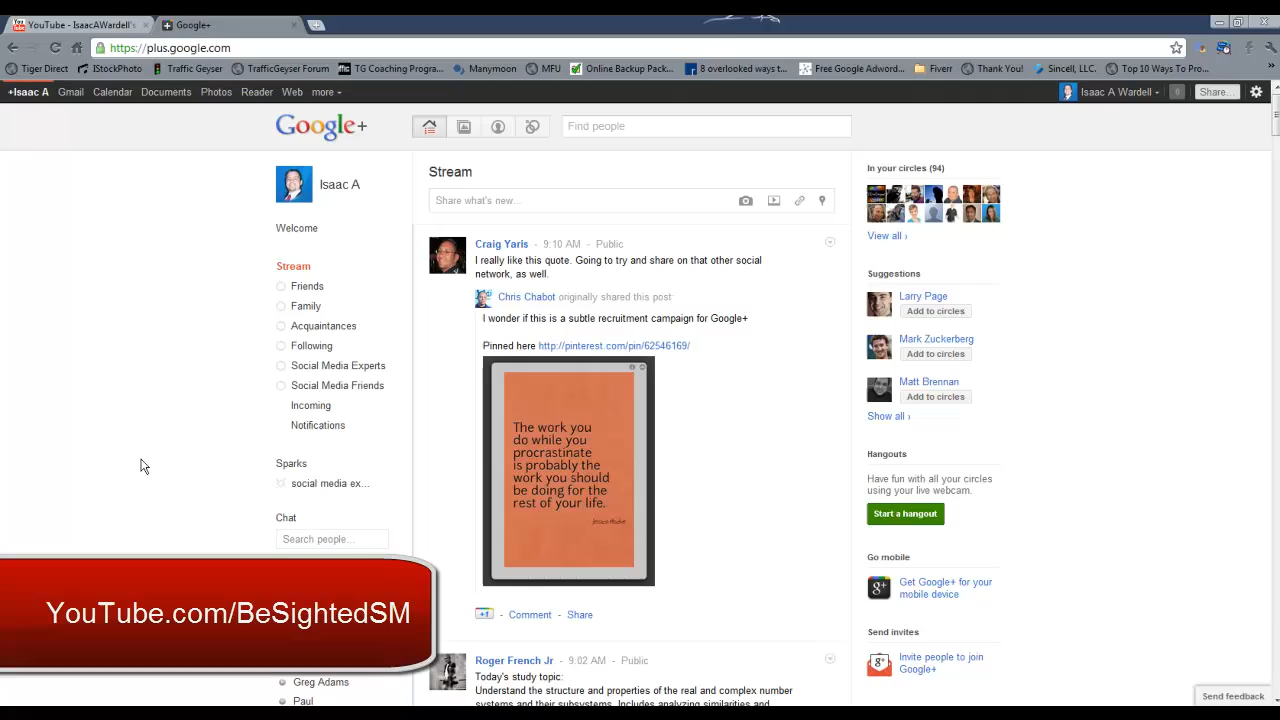 YouTube - IsaacAWardell's
Google+
https://plus.google.com
Tiger Direct
iStockPhoto
Traffic Geyser
TrafficGeyser Forum
TG Coaching Progra...
Manymoon
MFU
Online Backup Pack...
8 overlooked ways t...
Free Google Adword...
Fiverr
Thank You!
Sincell, LLC.
Top 10 Ways To Pro...
»
+Isaac A
Gmail
Calendar
Documents
Photos
Reader
Web
more
Isaac A Wardell
0
Share...
Google+
Find people
Isaac A
Welcome
Stream
Friends
Family
Acquaintances
Following
Social Media Experts
Social Media Friends
Incoming
Notifications
Sparks
social media ex...
Chat
Search people...
YouTube.com/BeSightedSM
Greg Adams
Paul
Stream
Share what's new...
Craig Yaris - 9:10 AM - Public
I really like this quote. Going to try and share on that other social
network, as well.
Chris Chabot originally shared this post:
I wonder if this is a subtle recruitment campaign for Google+
Pinned here http://pinterest.com/pin/62546169/
The work you
do while you
procrastinate
is probably the
work you should
be doing for the
rest of your life.
+1 - Comment - Share
Roger French Jr - 9:02 AM - Public
Today's study topic:
Understand the structure and properties of the real and complex number
systems and their subsystems. Includes analyzing similarities and
In your circles (94)
View all ›
Suggestions
Larry Page
Add to circles
Mark Zuckerberg
Add to circles
Matt Brennan
Add to circles
Show all ›
Hangouts
Have fun with all your circles
using your live webcam.
Start a hangout
Go mobile
g+
Get Google+ for your
mobile device
Send invites
g+
Invite people to join
Google+
Send feedback